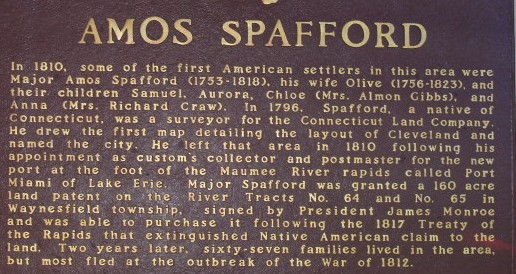 AMOS SPAFFORD
In 1810, some of the first American settlers in this area were
Major Amos Spafford (1753-1818), his wife Olive (1756-1823), and
their children Samuel, Aurora, Chloe (Mrs. Almon Gibbs), and
Anna (Mrs. Richard Craw). In 1796, Spafford, a native of
Connecticut, was a surveyor for the Connecticut Land Company.
He drew the first map detailing the layout of Cleveland and
named the city. He left that area in 1810 following his
appointment as custom's collector and postmaster for the new
port at the foot of the Maumee River rapids called Port
Miami of Lake Erie. Major Spafford was granted a 160 acre
land patent on the River Tracts No. 64 and No. 65 in
Waynesfield township, signed by President James Monroe
and was able to purchase it following the 1817 Treaty of
the Rapids that extinguisited Native American claim to the
land. Two years later, sixty-seven families lived in the area,
but most fled at the outbreak of the War of 1812.